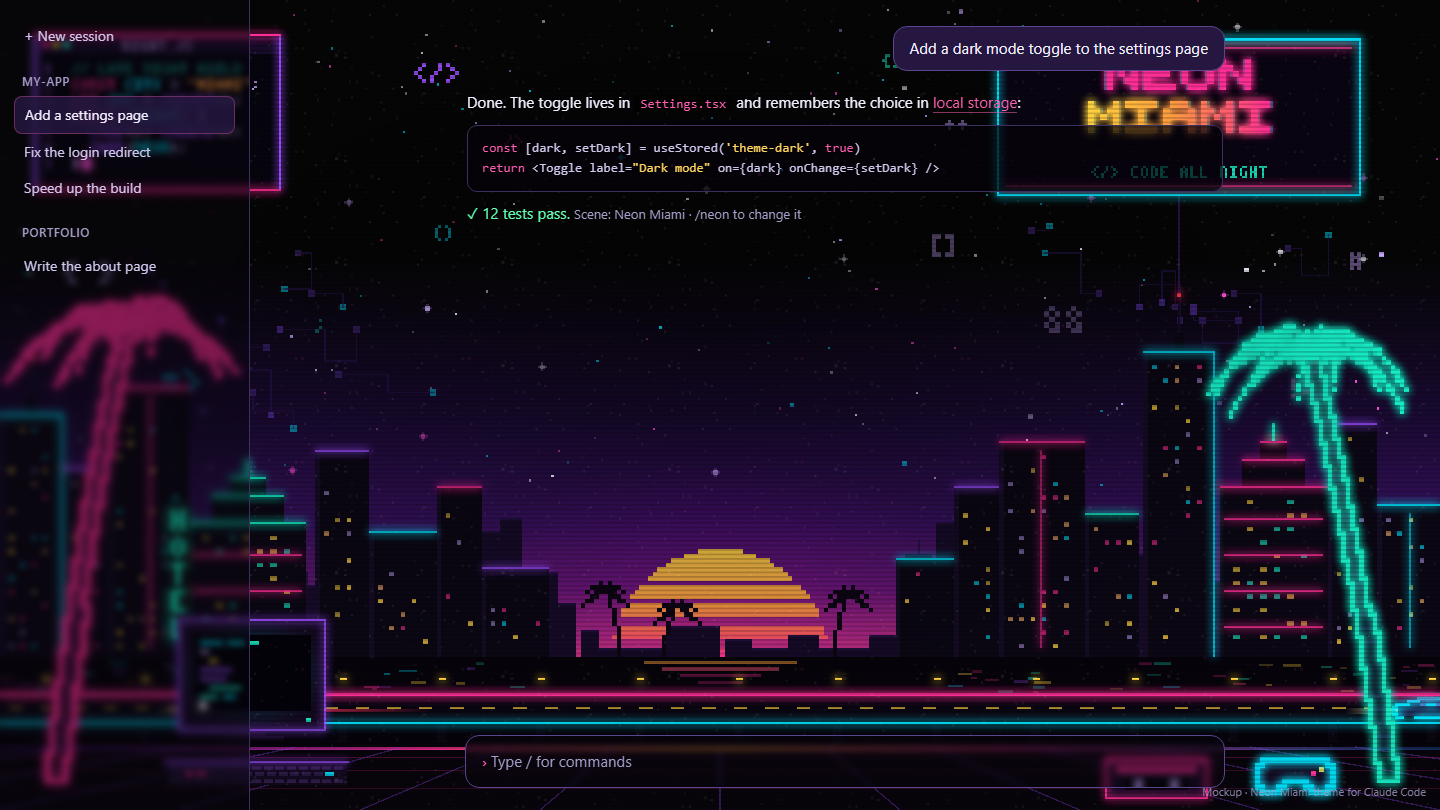 + New session
MY-APP
Add a settings page
Fix the login redirect
Speed up the build
PORTFOLIO
Write the about page
Add a dark mode toggle to the settings page
Done. The toggle lives in Settings.tsx and remembers the choice in local storage:
const [dark, setDark] = useStored('theme-dark', true)
return <Toggle label="Dark mode" on={dark} onChange={setDark} />
✓ 12 tests pass. Scene: Neon Miami · /neon to change it
NEON
MIAMI
</> CODE ALL NIGHT
</>
()
[]
HOTEL
› Type / for commands
Mockup · Neon Miami theme for Claude Code